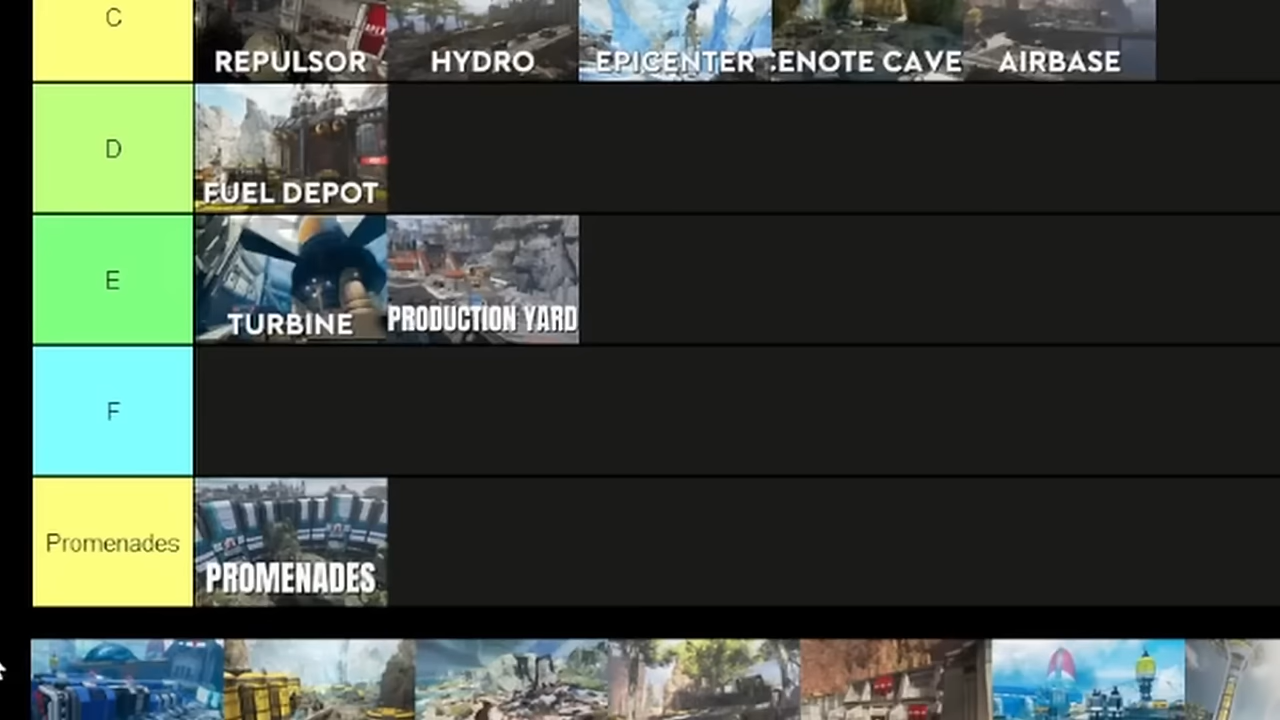 C
REPULSOR
HYDRO
EPICENTER
ENOTE CAVE
AIRBASE
D
FUEL DEPOT
E
TURBINE
PRODUCTION YARD
F
Promenades
PROMENADES